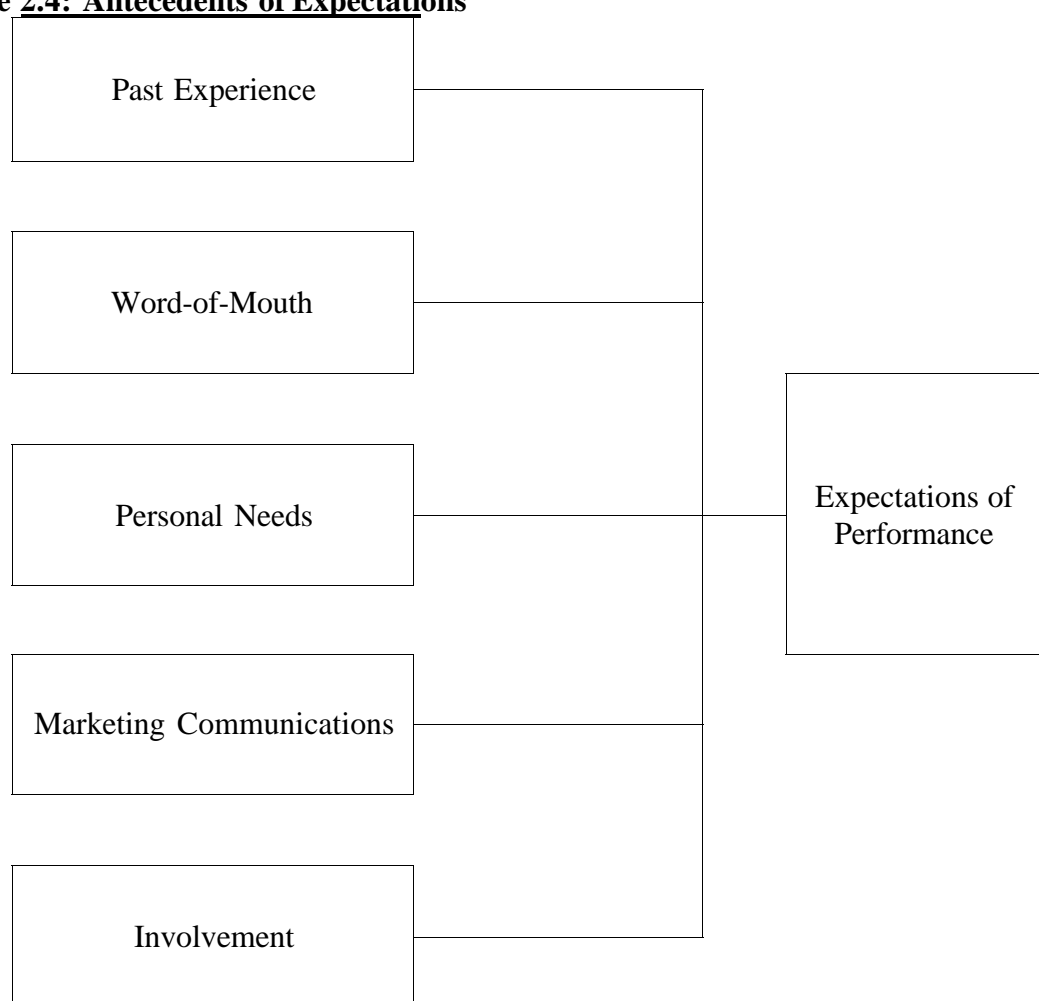 e 2.4: Antecedents of Expectations
Past Experience
Word-of-Mouth
Personal Needs
Expectations of
Performance
Marketing Communications
Involvement